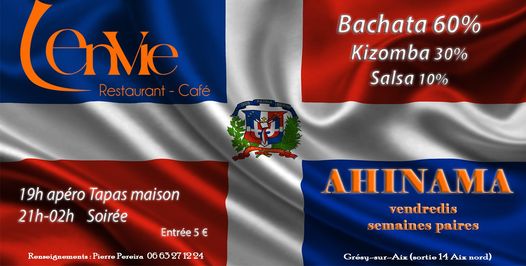 L'envie
Restaurant - Café
Bachata 60%
Kizomba 30%
Salsa 10%
19h apéro Tapas maison
21h-02h Soirée
Entrée 5 €
AHINAMA
vendredis
semaines paires
Renseignements : Pierre Pereira 06 63 27 12 24
Grésy-sur-Aix (sortie 14 Aix nord)